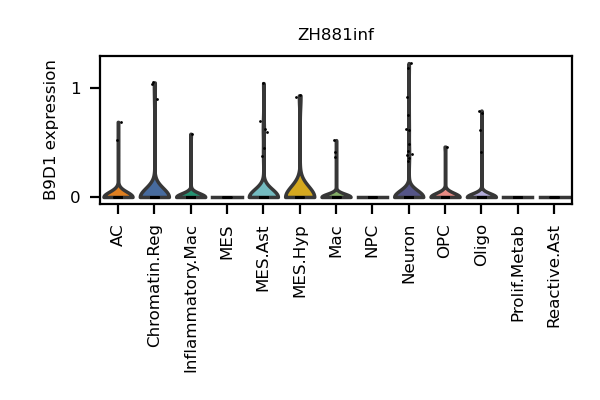 ZH881inf
B9D1 expression
1
0
AC
Chromatin.Reg
Inflammatory.Mac
MES
MES.Ast
MES.Hyp
Mac
NPC
Neuron
OPC
Oligo
Prolif.Metab
Reactive.Ast